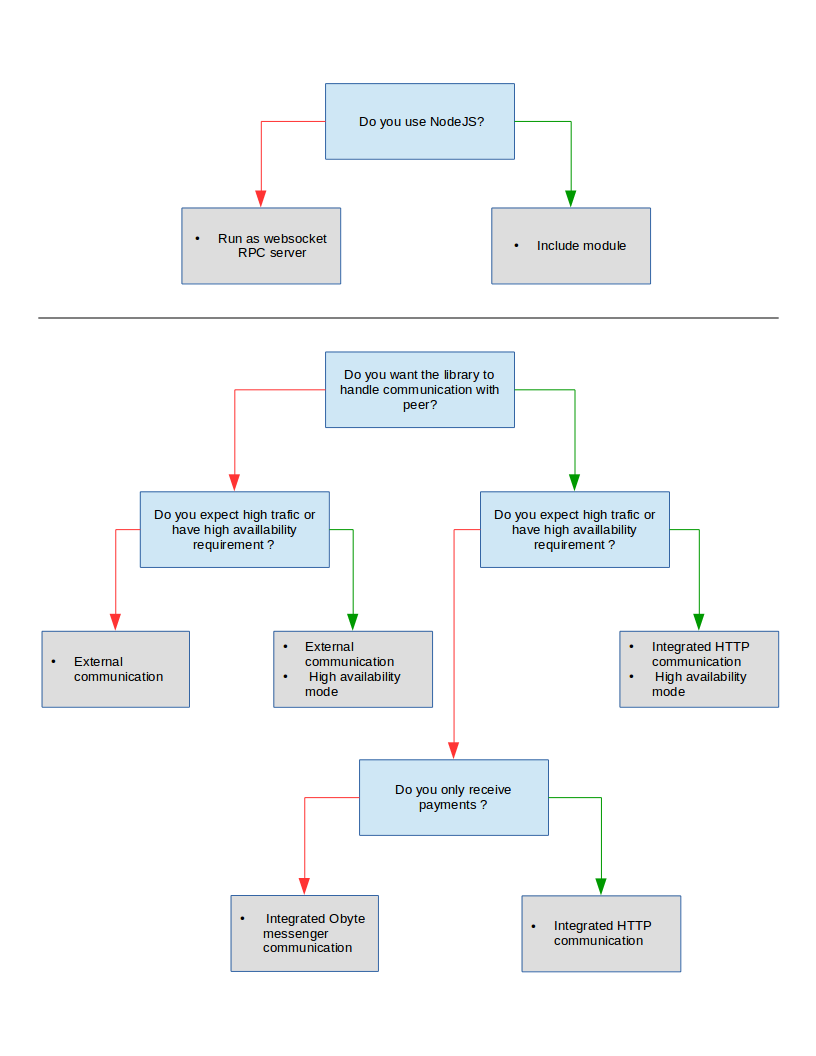 Do you use NodeJS?
• Run as websocket
RPC server
• Include module
Do you want the library to
handle communication with
peer?
Do you expect high trafic or
have high availlability
requirement ?
Do you expect high trafic or
have high availlability
requirement ?
• External
communication
• External
communication
• High availability
mode
• Integrated HTTP
communication
• High availability
mode
Do you only receive
payments ?
• Integrated Obyte
messenger
communication
• Integrated HTTP
communication